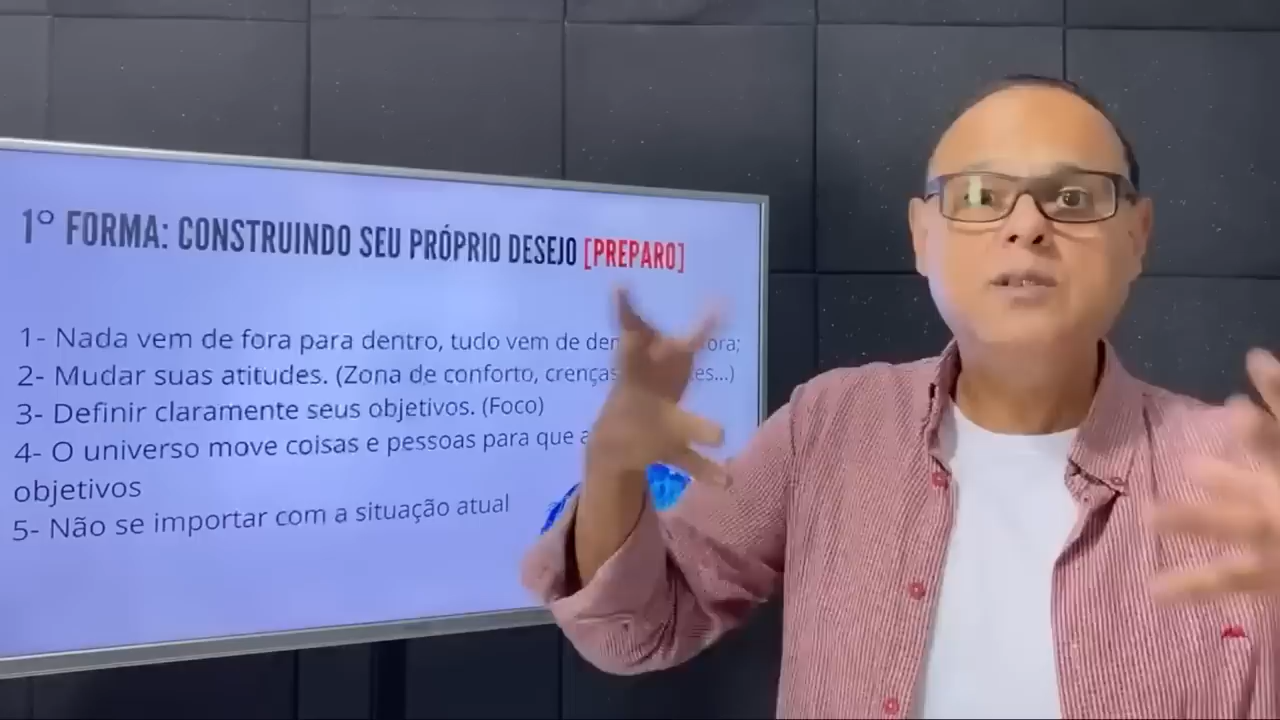 1º FORMA: CONSTRUINDO SEU PRÓPRIO DESEJO [PREPARO]
1- Nada vem de fora para dentro, tudo vem de
2- Mudar suas atitudes. (Zona de conforto, crenças
3- Definir claramente seus objetivos. (Foco)
4- O universo move coisas e pessoas para que
objetivos
5- Não se importar com a situação atual